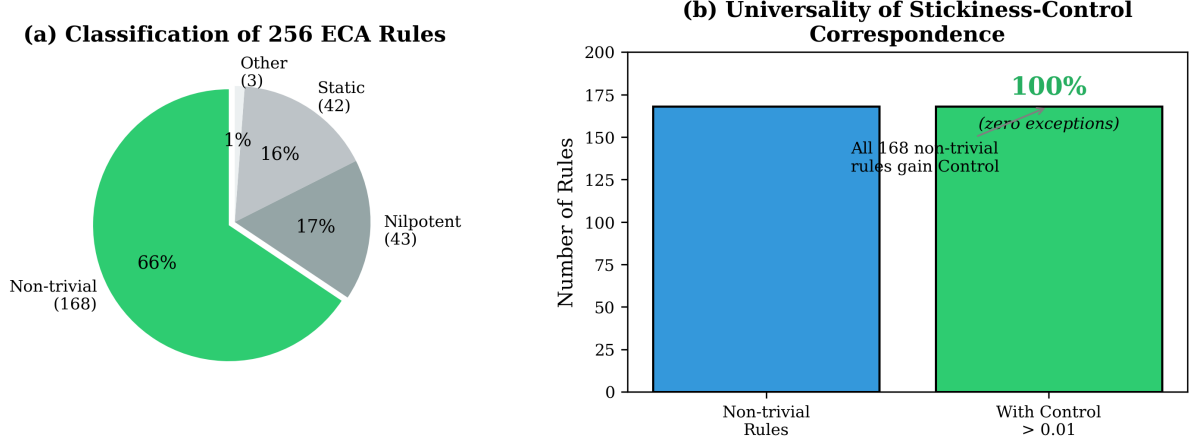 (a) Classification of 256 ECA Rules
Other
(3)
Static
(42)
1%
16%
Nilpotent
(43)
17%
66%
Non-trivial
(168)
(b) Universality of Stickiness-Control
Correspondence
Number of Rules
200
175
150
125
100
75
50
25
0
100%
(zero exceptions)
All 168 non-trivial
rules gain Control
Non-trivial
Rules
With Control
> 0.01